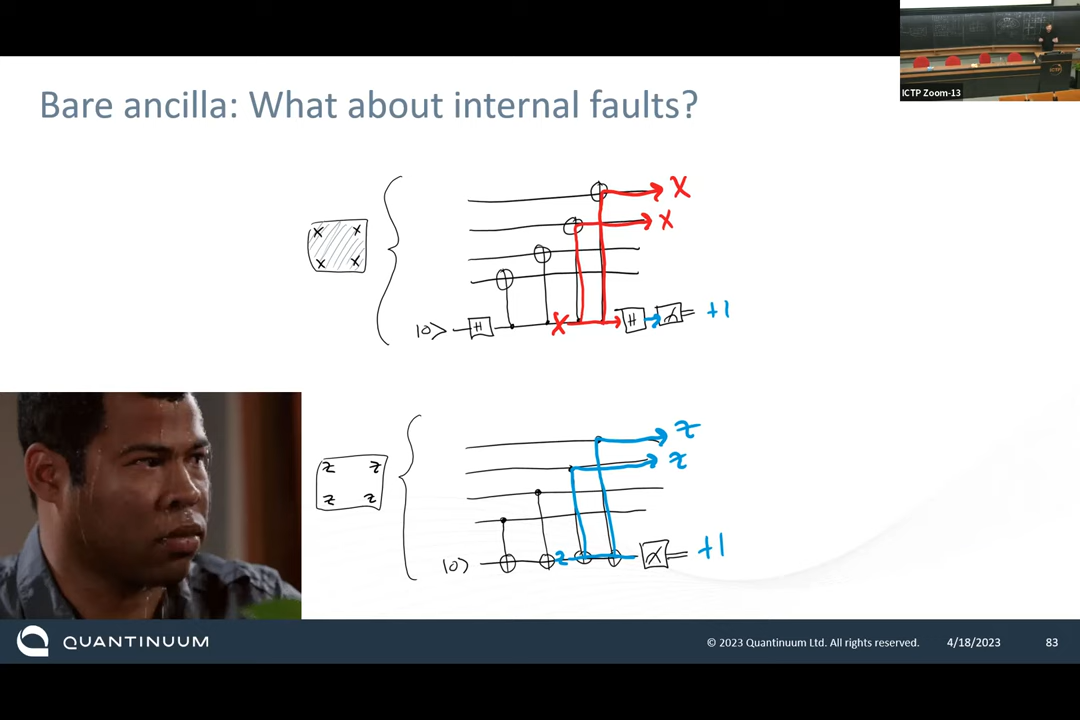 ICTP Zoom-13
Bare ancilla: What about internal faults?
X
X
X X
X X
|0> H X H +1
Z
Z
Z Z
Z Z
|0> Z +1
QUANTINUUM
© 2023 Quantinuum Ltd. All rights reserved. 4/18/2023 83